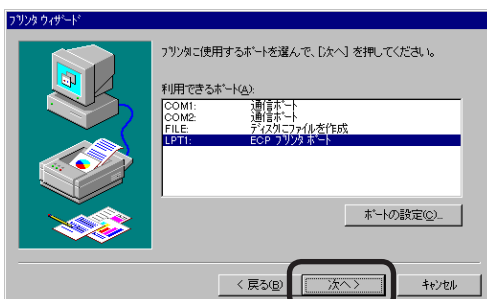 プリンタ ウィザード
プリンタに使用するポートを選んで、[次へ] を押してください。
利用できるポート(A):
COM1: 通信ポート
COM2: 通信ポート
FILE: ディスクにファイルを作成
LPT1: ECP プリンタ ポート
ポートの設定(C)...
< 戻る(B)
次へ >
キャンセル